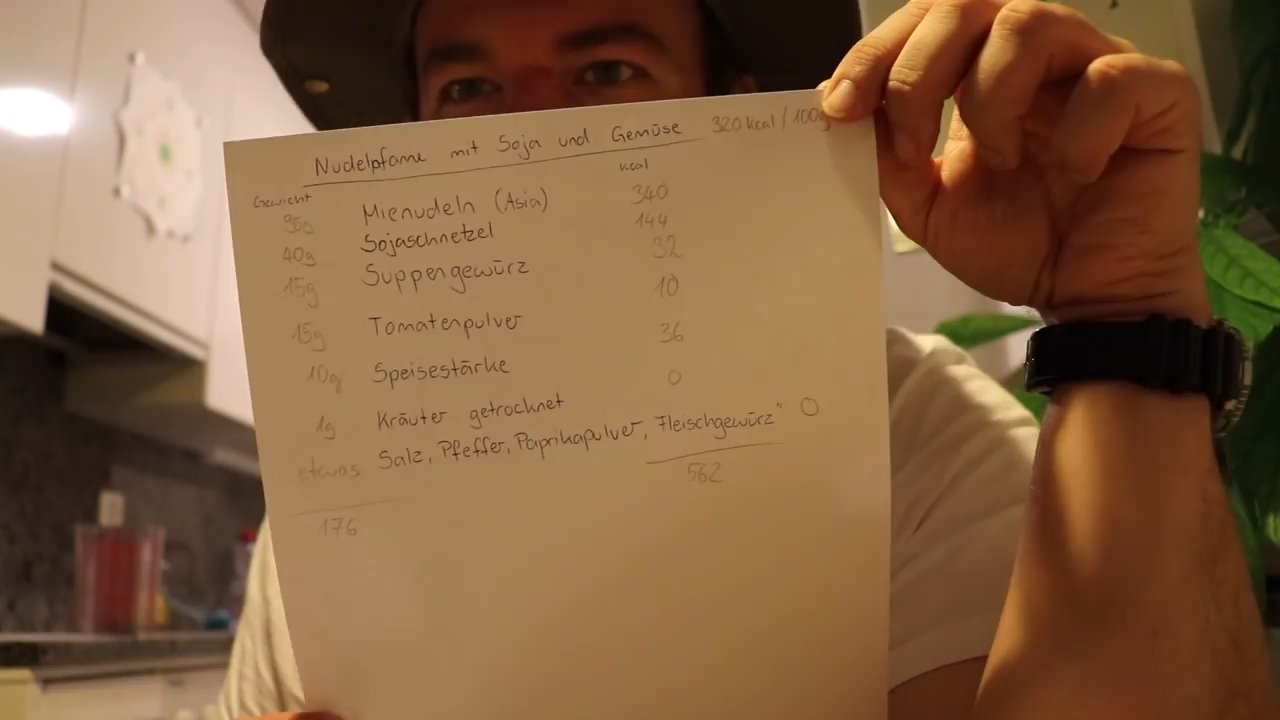 Nudelpfanne mit Soja und Gemüse 320 kcal / 100g
Gewicht kcal
95g Mienudeln (Asia) 340
40g Sojaschnetzel 144
15g Suppengewürz 32
15g Tomatenpulver 10
10g Speisestärke 36
1g Kräuter getrocknet 0
etwas Salz, Pfeffer, Paprikapulver, Fleischgewürz" 0
176 562